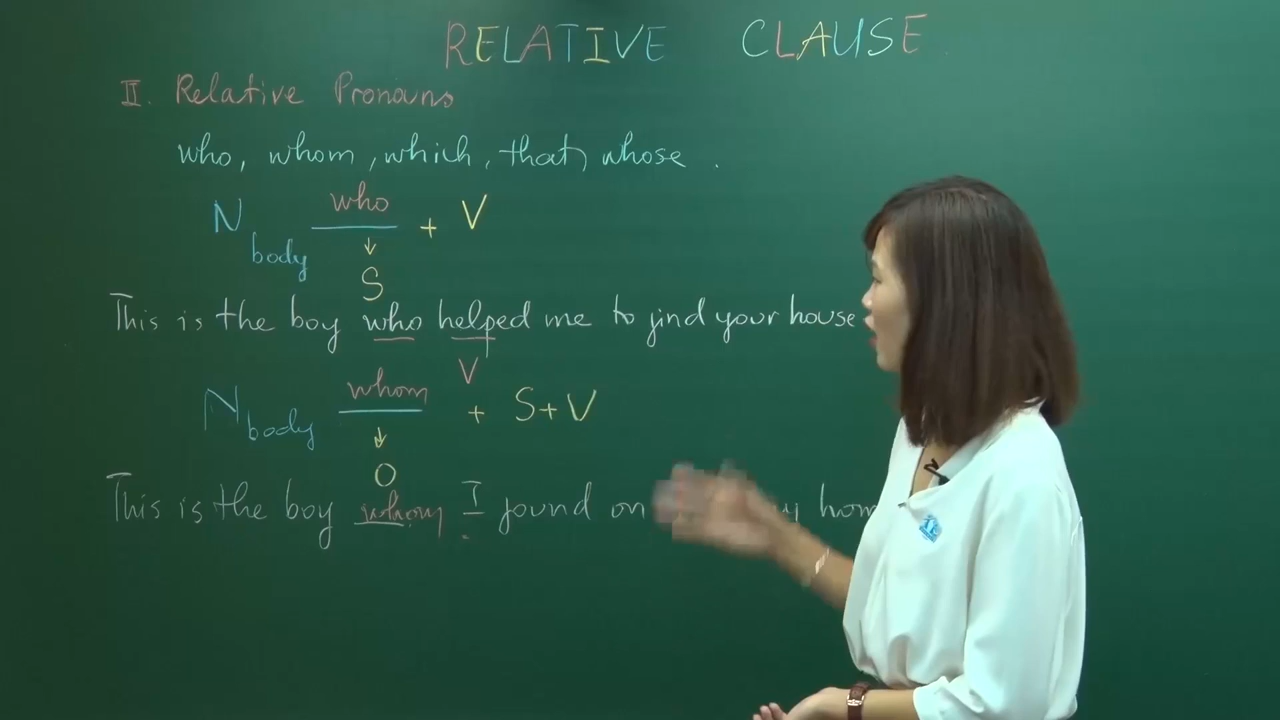 RELATIVE CLAUSE
II. Relative Pronouns
who, whom, which, that, whose.
N body who + V
↓
S
This is the boy who helped me to find your house
V
N body whom + S+V
↓
O
This is the boy whom I found on